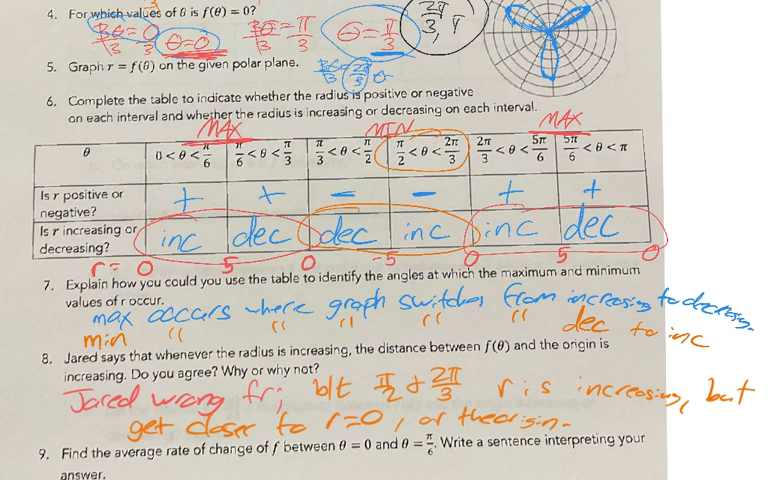 4. For which values of θ is f(θ) = 0?
3θ/3 = 0/3 θ=0 3θ/3 = π/3 θ = π/3 2π/3, π
5. Graph r = f(θ) on the given polar plane.
3θ/3 2π/3
6. Complete the table to indicate whether the radius is positive or negative
on each interval and whether the radius is increasing or decreasing on each interval.
MAX MIN MAX
θ 0 < θ < π/6 π/6 < θ < π/3 π/3 < θ < π/2 π/2 < θ < 2π/3 2π/3 < θ < 5π/6 5π/6 < θ < π
Is r positive or negative? + + − − + +
Is r increasing or decreasing? inc dec dec inc inc dec
r= 0 5 0 -5 0 5 0
7. Explain how you could you use the table to identify the angles at which the maximum and minimum
values of r occur.
max occurs where graph switches from increasing to decreasing.
min " " " " " dec to inc
8. Jared says that whenever the radius is increasing, the distance between f(θ) and the origin is
increasing. Do you agree? Why or why not?
Jared wrong fr; b/t π/2 + 2π/3 r is increasing, but
get closer to r=0, or the origin.
9. Find the average rate of change of f between θ = 0 and θ = π/6. Write a sentence interpreting your
answer.